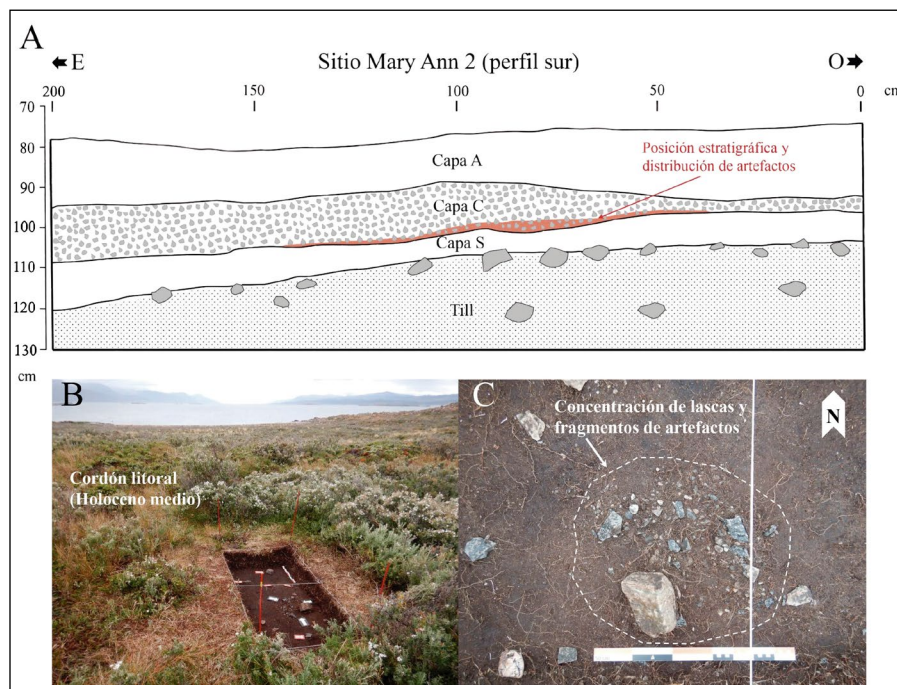 A
E
Sitio Mary Ann 2 (perfil sur)
O
200
150
100
50
0
cm
70
80
90
100
110
120
130
cm
Capa A
Posición estratigráfica y
distribución de artefactos
Capa C
Capa S
Till
B
Cordón litoral
(Holoceno medio)
C
Concentración de lascas y
fragmentos de artefactos
N